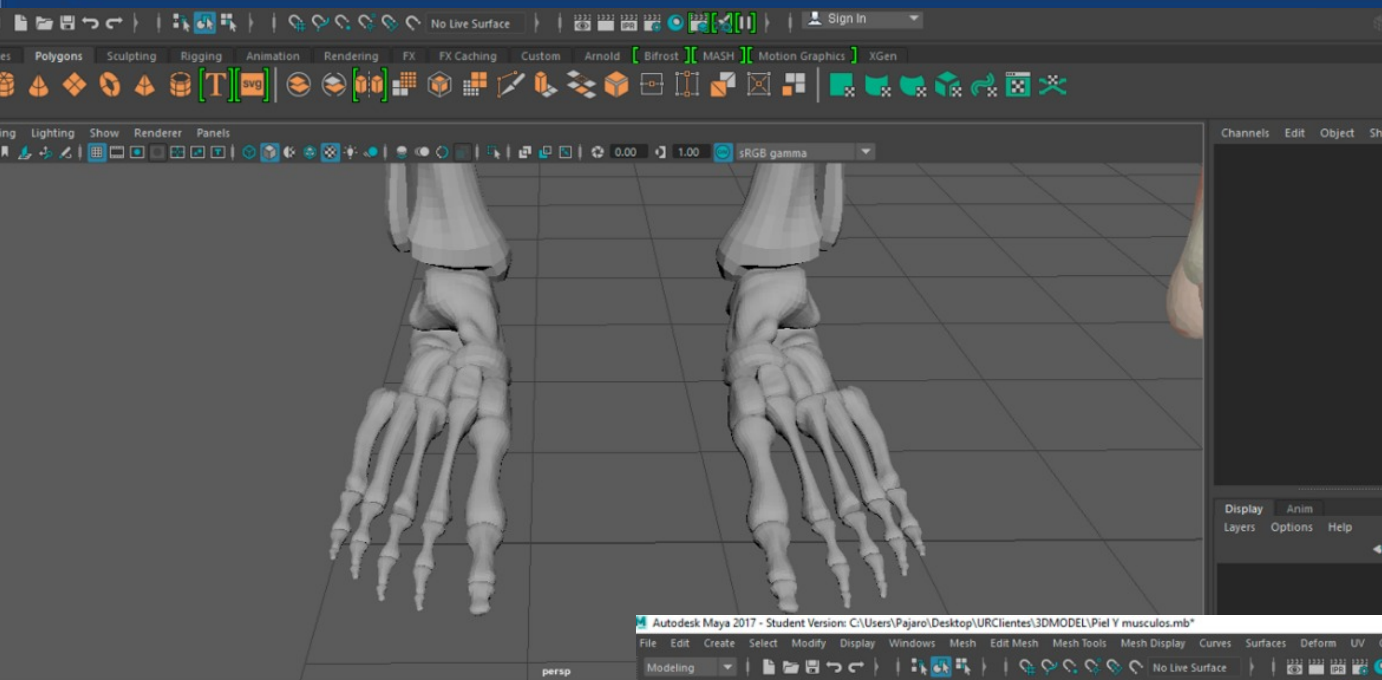 No Live Surface Sign In
es Polygons Sculpting Rigging Animation Rendering FX FX Caching Custom Arnold Bifrost MASH Motion Graphics XGen
T svg
ing Lighting Show Renderer Panels
0.00 1.00 sRGB gamma
Channels Edit Object Sh
Display Anim
Layers Options Help
persp
Autodesk Maya 2017 - Student Version: C:\Users\Pajaro\Desktop\URClientes\3DMODEL\Piel Y musculos.mb*
File Edit Create Select Modify Display Windows Mesh Edit Mesh Mesh Tools Mesh Display Curves Surfaces Deform UV
Modeling No Live Surface